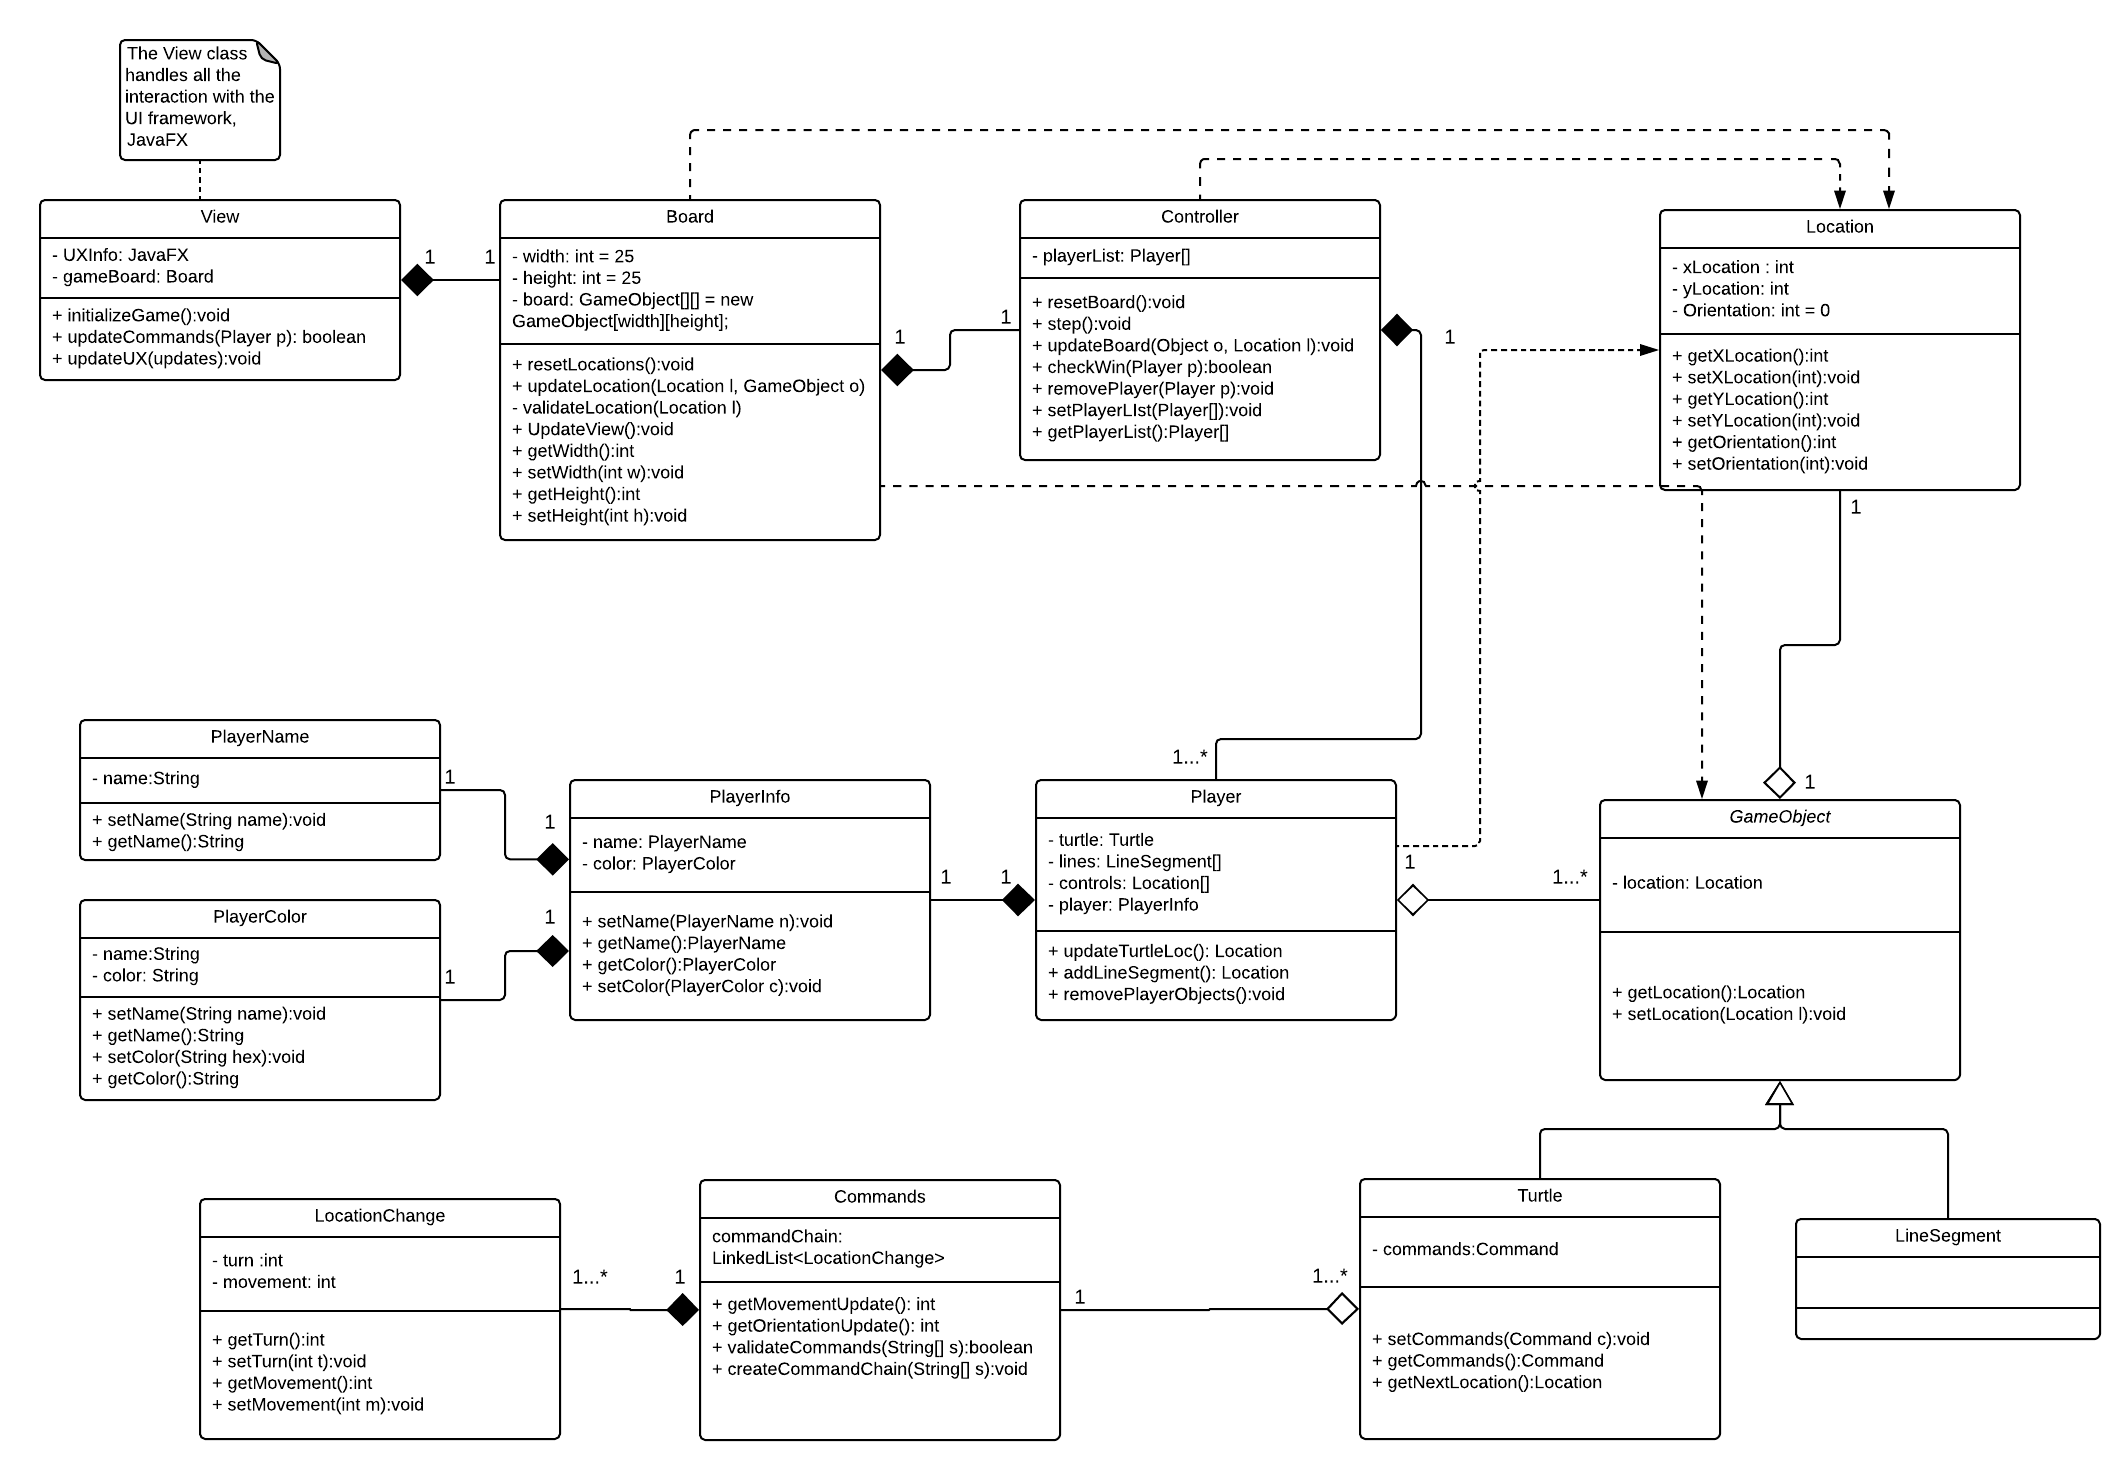 The View class
handles all the
interaction with the
UI framework,
JavaFX
View
- UXInfo: JavaFX
- gameBoard: Board
+ initializeGame():void
+ updateCommands(Player p): boolean
+ updateUX(updates):void
1
1
Board
- width: int = 25
- height: int = 25
- board: GameObject[][] = new
GameObject[width][height];
+ resetLocations():void
+ updateLocation(Location l, GameObject o)
- validateLocation(Location l)
+ UpdateView():void
+ getWidth():int
+ setWidth(int w):void
+ getHeight():int
+ setHeight(int h):void
1
1
Controller
- playerList: Player[]
+ resetBoard():void
+ step():void
+ updateBoard(Object o, Location l):void
+ checkWin(Player p):boolean
+ removePlayer(Player p):void
+ setPlayerLIst(Player[]):void
+ getPlayerList():Player[]
1
Location
- xLocation : int
- yLocation: int
- Orientation: int = 0
+ getXLocation():int
+ setXLocation(int):void
+ getYLocation():int
+ setYLocation(int):void
+ getOrientation():int
+ setOrientation(int):void
1
PlayerName
- name:String
+ setName(String name):void
+ getName():String
1
1
PlayerColor
- name:String
- color: String
+ setName(String name):void
+ getName():String
+ setColor(String hex):void
+ getColor():String
1
1
PlayerInfo
- name: PlayerName
- color: PlayerColor
+ setName(PlayerName n):void
+ getName():PlayerName
+ getColor():PlayerColor
+ setColor(PlayerColor c):void
1
1
1...*
Player
- turtle: Turtle
- lines: LineSegment[]
- controls: Location[]
- player: PlayerInfo
+ updateTurtleLoc(): Location
+ addLineSegment(): Location
+ removePlayerObjects():void
1
1...*
1
GameObject
- location: Location
+ getLocation():Location
+ setLocation(Location l):void
LocationChange
- turn :int
- movement: int
+ getTurn():int
+ setTurn(int t):void
+ getMovement():int
+ setMovement(int m):void
1...*
1
Commands
commandChain:
LinkedList<LocationChange>
+ getMovementUpdate(): int
+ getOrientationUpdate(): int
+ validateCommands(String[] s):boolean
+ createCommandChain(String[] s):void
1
1...*
Turtle
- commands:Command
+ setCommands(Command c):void
+ getCommands():Command
+ getNextLocation():Location
LineSegment